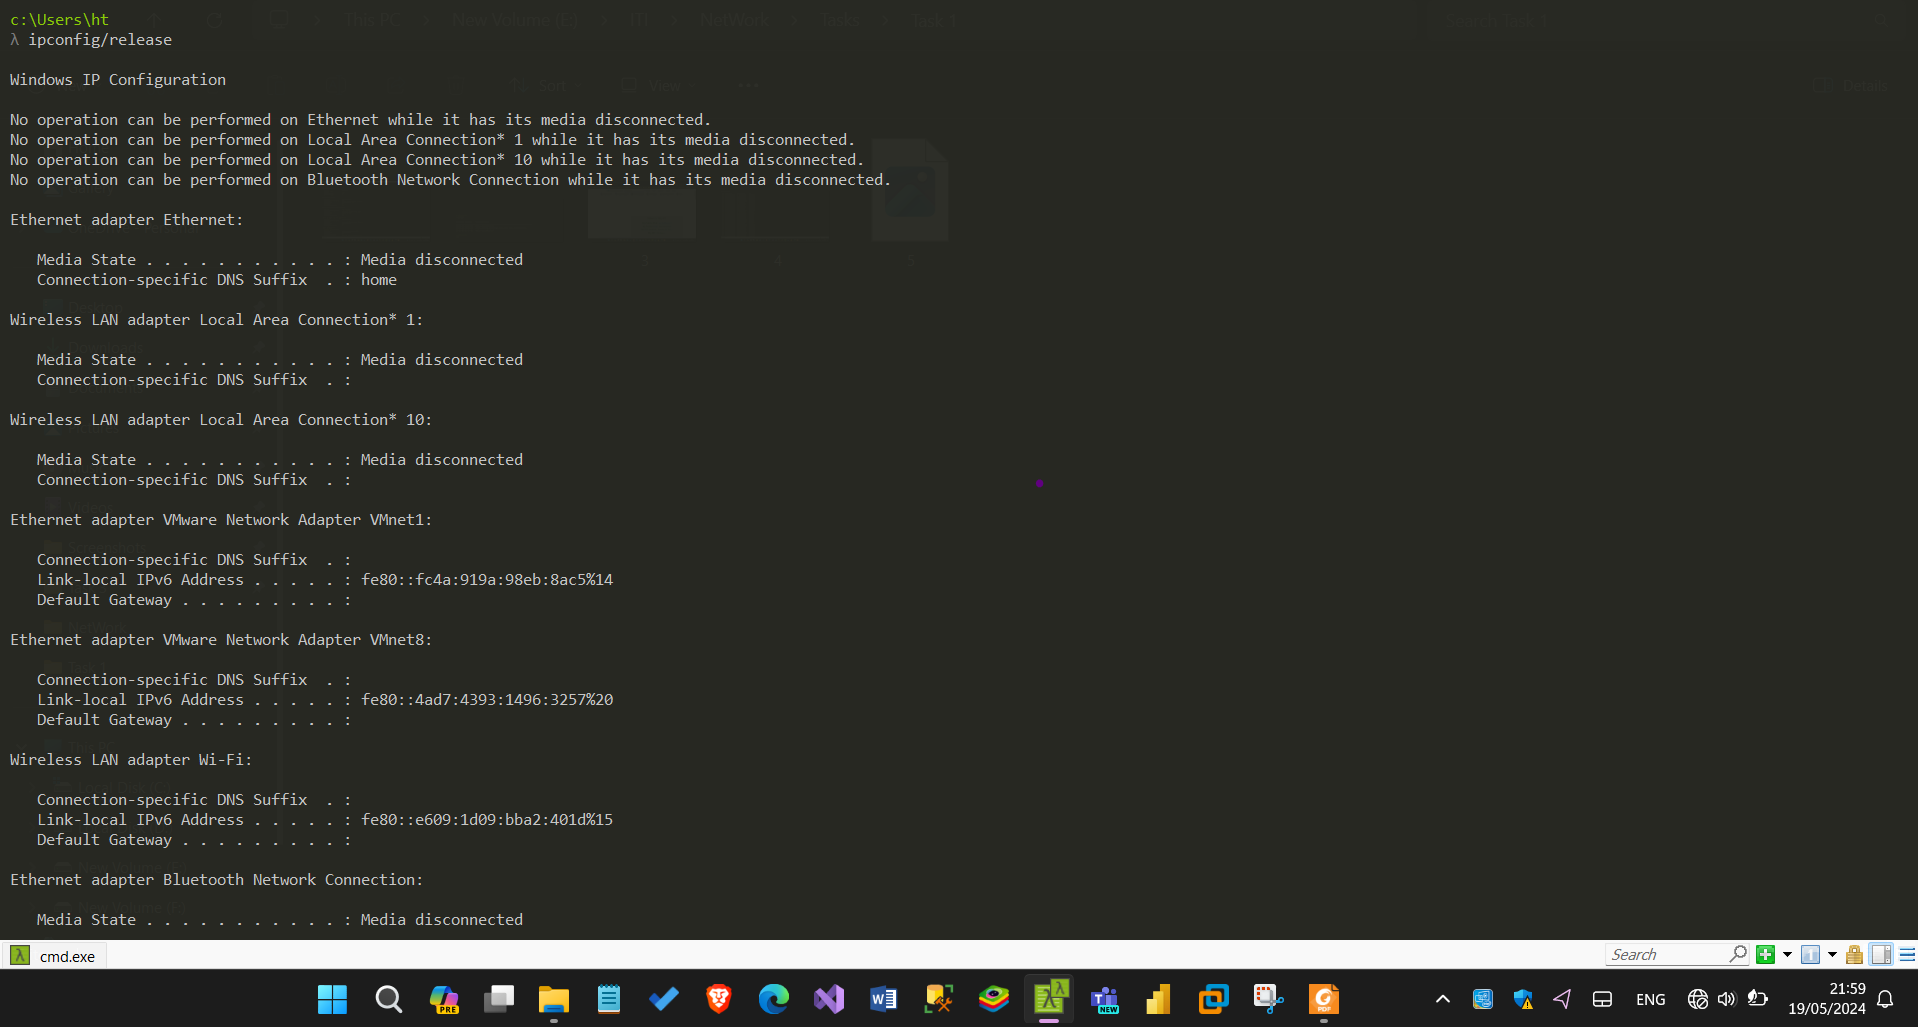 c:\Users\ht
λ ipconfig/release
Windows IP Configuration
No operation can be performed on Ethernet while it has its media disconnected.
No operation can be performed on Local Area Connection* 1 while it has its media disconnected.
No operation can be performed on Local Area Connection* 10 while it has its media disconnected.
No operation can be performed on Bluetooth Network Connection while it has its media disconnected.
Ethernet adapter Ethernet:
Media State . . . . . . . . . . . : Media disconnected
Connection-specific DNS Suffix  . : home
Wireless LAN adapter Local Area Connection* 1:
Media State . . . . . . . . . . . : Media disconnected
Connection-specific DNS Suffix  . :
Wireless LAN adapter Local Area Connection* 10:
Media State . . . . . . . . . . . : Media disconnected
Connection-specific DNS Suffix  . :
Ethernet adapter VMware Network Adapter VMnet1:
Connection-specific DNS Suffix  . :
Link-local IPv6 Address . . . . . : fe80::fc4a:919a:98eb:8ac5%14
Default Gateway . . . . . . . . . :
Ethernet adapter VMware Network Adapter VMnet8:
Connection-specific DNS Suffix  . :
Link-local IPv6 Address . . . . . : fe80::4ad7:4393:1496:3257%20
Default Gateway . . . . . . . . . :
Wireless LAN adapter Wi-Fi:
Connection-specific DNS Suffix  . :
Link-local IPv6 Address . . . . . : fe80::e609:1d09:bba2:401d%15
Default Gateway . . . . . . . . . :
Ethernet adapter Bluetooth Network Connection:
Media State . . . . . . . . . . . : Media disconnected
cmd.exe
Search
PRE
NEW
PDF
ENG
21:59
19/05/2024